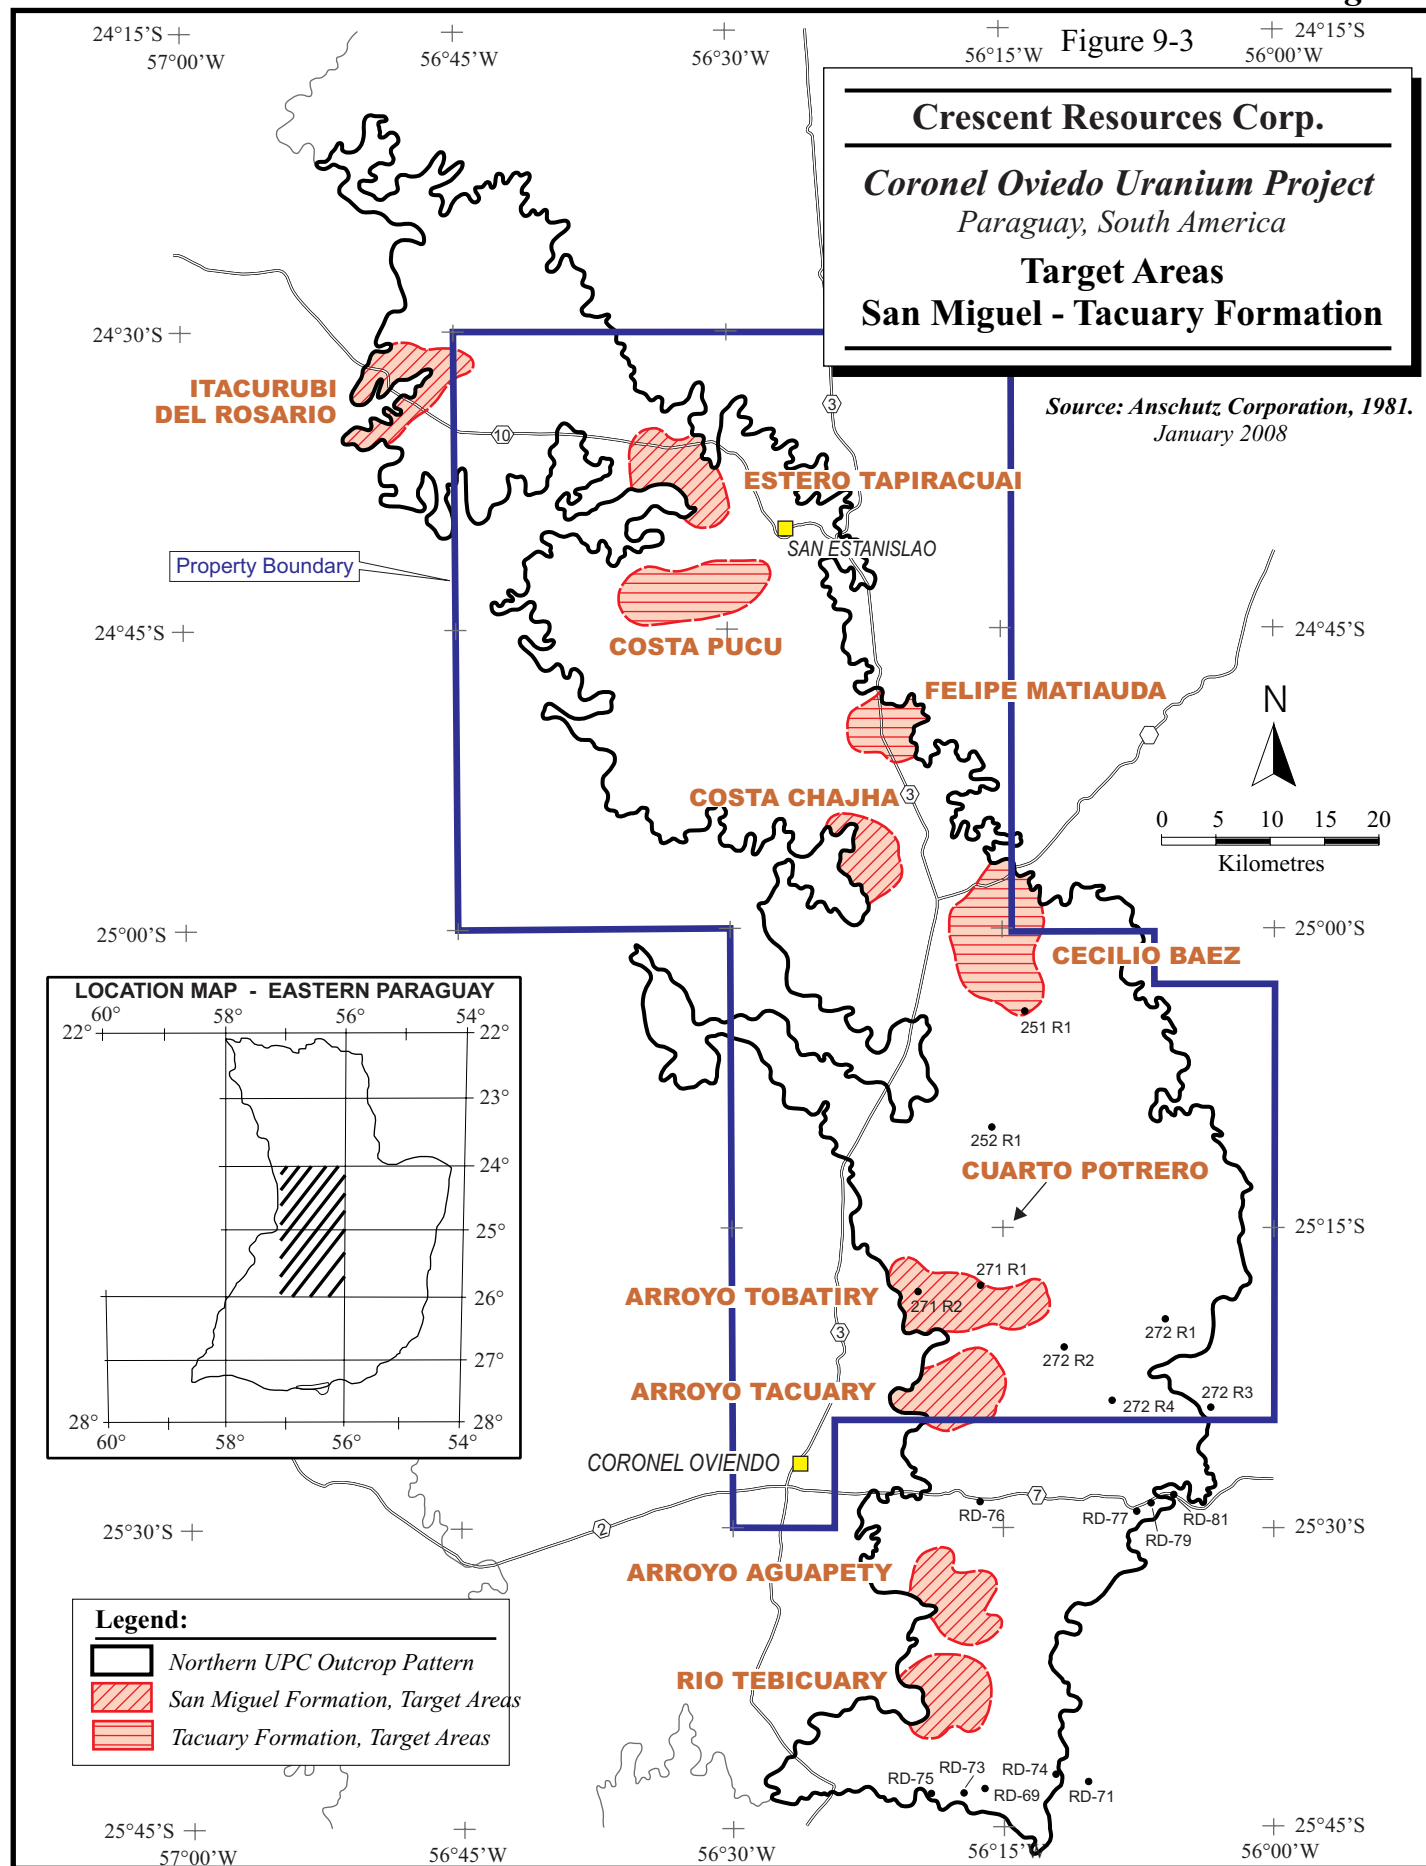 g
24°15'S
57°00'W
56°45'W
56°30'W
56°15'W
24°15'S
56°00'W
Figure 9-3
Crescent Resources Corp.
Coronel Oviedo Uranium Project
Paraguay, South America
Target Areas
San Miguel - Tacuary Formation
Source: Anschutz Corporation, 1981.
January 2008
24°30'S
ITACURUBI
DEL ROSARIO
10
3
ESTERO TAPIRACUAI
SAN ESTANISLAO
Property Boundary
COSTA PUCU
24°45'S
24°45'S
FELIPE MATIAUDA
N
COSTA CHAJHA
3
0 5 10 15 20
Kilometres
25°00'S
25°00'S
CECILIO BAEZ
251 R1
LOCATION MAP - EASTERN PARAGUAY
60° 58° 56° 54°
22° 22°
23°
24°
25°
26°
27°
28° 28°
60° 58° 56° 54°
252 R1
CUARTO POTRERO
25°15'S
271 R1
ARROYO TOBATIRY
271 R2
272 R1
3
272 R2
ARROYO TACUARY
272 R4
272 R3
CORONEL OVIENDO
7
RD-76
RD-77
RD-81
RD-79
2
25°30'S
25°30'S
ARROYO AGUAPETY
RIO TEBICUARY
Legend:
Northern UPC Outcrop Pattern
San Miguel Formation, Target Areas
Tacuary Formation, Target Areas
RD-75
RD-73
RD-74
RD-69
RD-71
25°45'S
57°00'W
56°45'W
56°30'W
56°15'W
25°45'S
56°00'W